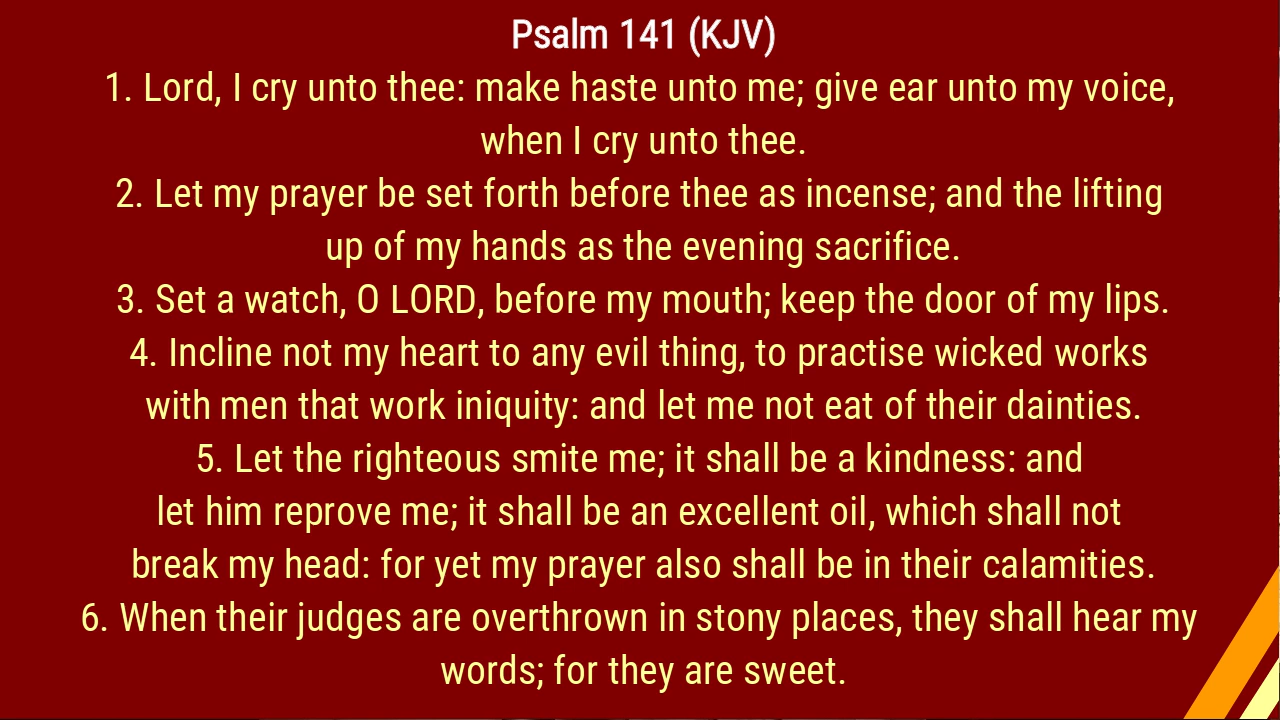 Psalm 141 (KJV)
1. Lord, I cry unto thee: make haste unto me; give ear unto my voice,
when I cry unto thee.
2. Let my prayer be set forth before thee as incense; and the lifting
up of my hands as the evening sacrifice.
3. Set a watch, O LORD, before my mouth; keep the door of my lips.
4. Incline not my heart to any evil thing, to practise wicked works
with men that work iniquity: and let me not eat of their dainties.
5. Let the righteous smite me; it shall be a kindness: and
let him reprove me; it shall be an excellent oil, which shall not
break my head: for yet my prayer also shall be in their calamities.
6. When their judges are overthrown in stony places, they shall hear my
words; for they are sweet.